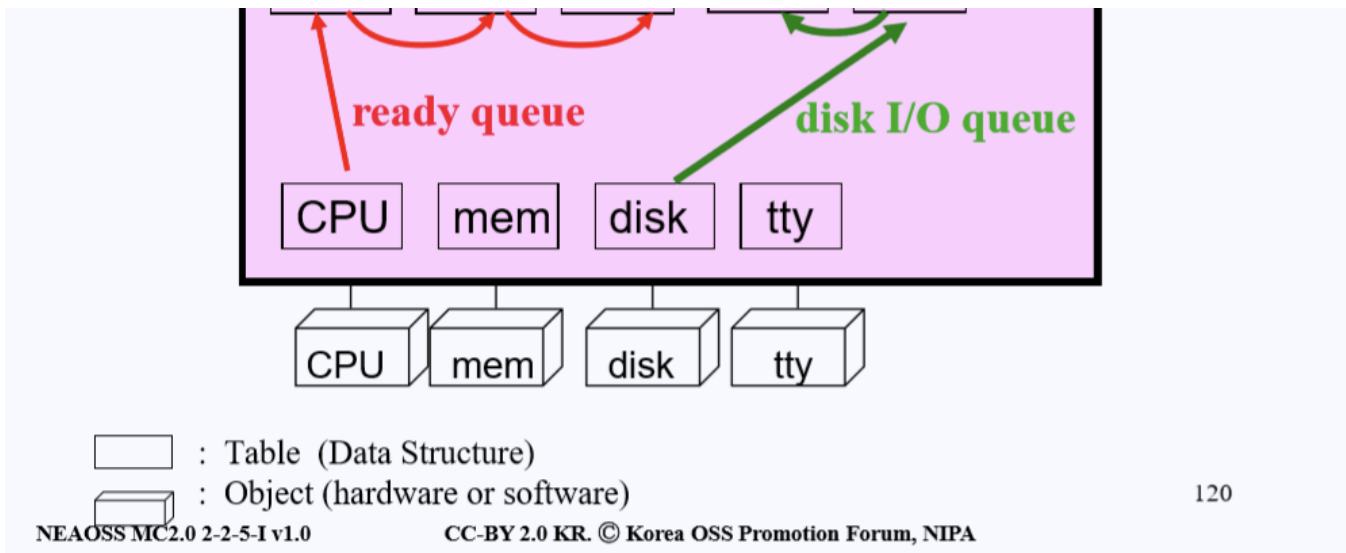 ready queue
disk I/O queue
CPU mem disk tty
CPU mem disk tty
: Table (Data Structure)
: Object (hardware or software)
120
NEAOSS MC2.0 2-2-5-I v1.0 CC-BY 2.0 KR. Ⓒ Korea OSS Promotion Forum, NIPA